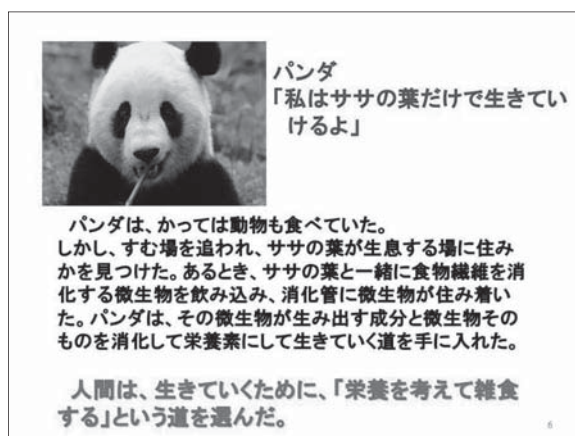 パンダ
「私はササの葉だけで生きてい
けるよ」
パンダは、かっては動物も食べていた。
しかし、すむ場を追われ、ササの葉が生息する場に住み
かを見つけた。あるとき、ササの葉と一緒に食物繊維を消
化する微生物を飲み込み、消化管に微生物が住み着い
た。パンダは、その微生物が生み出す成分と微生物その
ものを消化して栄養素にして生きていく道を手に入れた。
人間は、生きていくために、「栄養を考えて雑食
する」という道を選んだ。
6